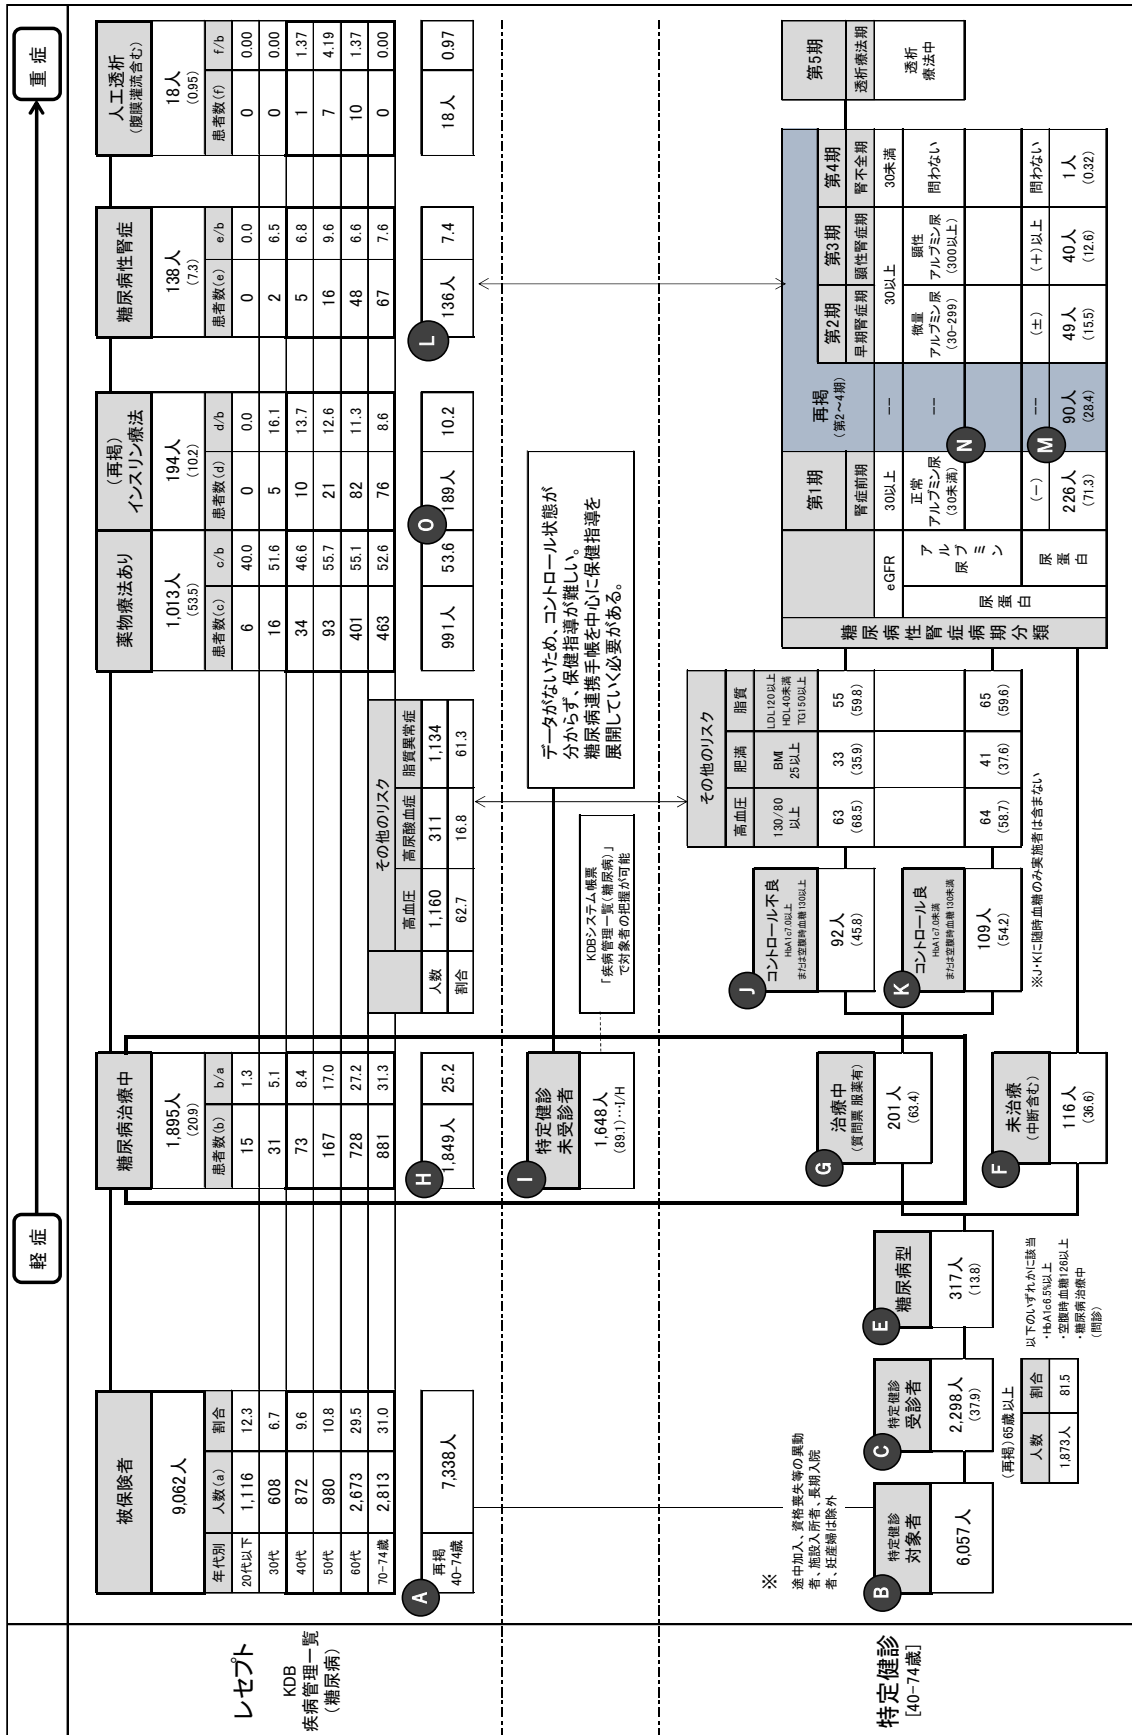 軽症
重症
レセプト
KDB
疾病管理一覧
（糖尿病）
被保険者
9,062人
年代別 人数(a) 割合
20代以下 1,116 12.3
30代 608 6.7
40代 872 9.6
50代 980 10.8
60代 2,673 29.5
70-74歳 2,813 31.0
A
再掲
40-74歳
7,338人
糖尿病治療中
1,895人
(20.9)
患者数(b) b/a
15 1.3
31 5.1
73 8.4
167 17.0
728 27.2
881 31.3
H
1,849人 25.2
その他のリスク
高血圧 高尿酸血症 脂質異常症
人数 1,160 311 1,134
割合 62.7 16.8 61.3
薬物療法あり
1,013人
(53.5)
患者数(c) c/b
6 40.0
16 51.6
34 46.6
93 55.7
401 55.1
463 52.6
991人 53.6
(再掲)
インスリン療法
194人
(10.2)
患者数(d) d/b
0 0.0
5 16.1
10 13.7
21 12.6
82 11.3
76 8.6
O
189人 10.2
糖尿病性腎症
138人
(7.3)
患者数(e) e/b
0 0.0
2 6.5
5 6.8
16 9.6
48 6.6
67 7.6
L
136人 7.4
人工透析
(腹膜灌流含む)
18人
(0.95)
患者数(f) f/b
0 0.00
0 0.00
1 1.37
7 4.19
10 1.37
0 0.00
18人 0.97
I
特定健診
未受診者
1,648人
(89.1)…I/H
KDBシステム帳票
「疾病管理一覧(糖尿病)」
で対象者の把握が可能
データがないため、コントロール状態が
分からず、保健指導が難しい。
糖尿病連携手帳を中心に保健指導を
展開していく必要がある。
特定健診
[40-74歳]
※
途中加入、資格喪失等の異動
者、施設入所者、長期入院
者、妊産婦は除外
B
特定健診
対象者
6,057人
C
特定健診
受診者
2,298人
(37.9)
(再掲)65歳以上
人数 割合
1,873人 81.5
E
糖尿病型
317人
(13.8)
以下のいずれかに該当
・HbA1c6.5%以上
・空腹時血糖126以上
・糖尿病治療中
(問診)
G
治療中
(質問票 服薬有)
201人
(63.4)
F
未治療
(中断含む)
116人
(36.6)
J
コントロール不良
HbA1c7.0以上
または空腹時血糖130以上
92人
(45.8)
K
コントロール良
HbA1c7.0未満
または空腹時血糖130未満
109人
(54.2)
※J・Kに随時血糖のみ実施者は含まない
その他のリスク
高血圧 肥満 脂質
130/80
以上
BMI
25以上
LDL120以上
HDL40未満
TG150以上
63
(68.5)
33
(35.9)
55
(59.8)
64
(58.7)
41
(37.6)
65
(59.6)
糖尿病性腎症病期分類
第1期
腎症前期
再掲
(第2～4期)
第2期
早期腎症期
第3期
顕性腎症期
第4期
腎不全期
第5期
透析療法期
eGFR 30以上 -- 30以上 30未満
透析
療法中
尿蛋白
尿アルブミン
正常
アルブミン尿
(30未満)
--
微量
アルブミン尿
(30-299)
顕性
アルブミン尿
(300以上)
問わない
N
尿蛋白
(－) -- (±) (＋)以上 問わない
M
226人
(71.3)
90人
(28.4)
49人
(15.5)
40人
(12.6)
1人
(0.32)